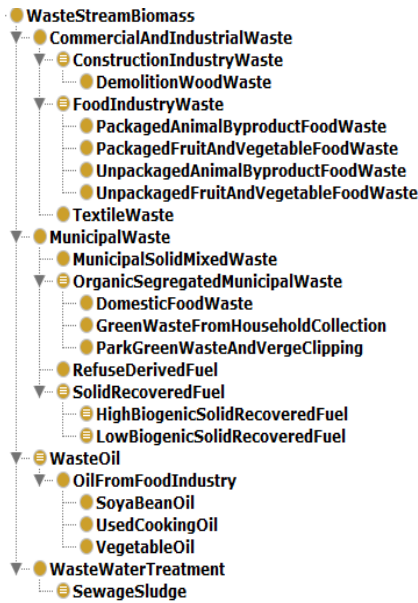 WasteStreamBiomass
CommercialAndIndustrialWaste
ConstructionIndustryWaste
DemolitionWoodWaste
FoodIndustryWaste
PackagedAnimalByproductFoodWaste
PackagedFruitAndVegetableFoodWaste
UnpackagedAnimalByproductFoodWaste
UnpackagedFruitAndVegetableFoodWaste
TextileWaste
MunicipalWaste
MunicipalSolidMixedWaste
OrganicSegregatedMunicipalWaste
DomesticFoodWaste
GreenWasteFromHouseholdCollection
ParkGreenWasteAndVergeClipping
RefuseDerivedFuel
SolidRecoveredFuel
HighBiogenicSolidRecoveredFuel
LowBiogenicSolidRecoveredFuel
WasteOil
OilFromFoodIndustry
SoyaBeanOil
UsedCookingOil
VegetableOil
WasteWaterTreatment
SewageSludge